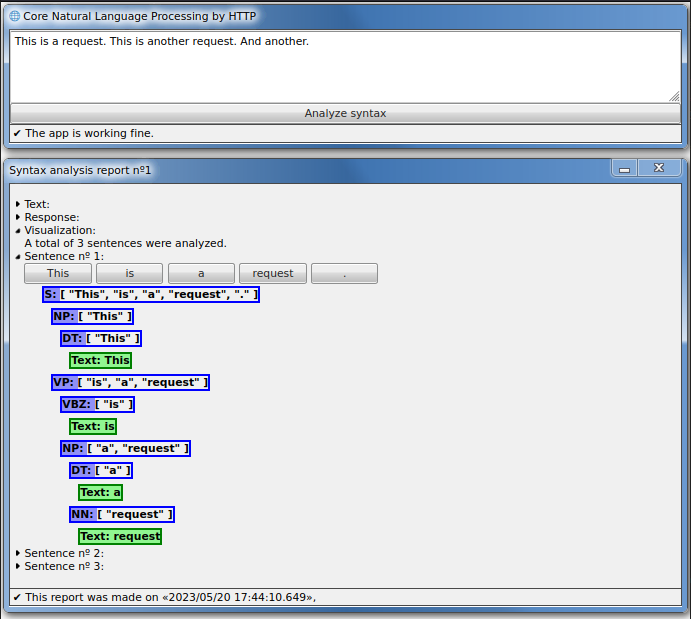 Core Natural Language Processing by HTTP
This is a request. This is another request. And another.
Analyze syntax
✔ The app is working fine.
Syntax analysis report nº1
Text:
Response:
Visualization:
A total of 3 sentences were analyzed.
Sentence nº 1:
This is a request .
S: [ "This", "is", "a", "request", "." ]
NP: [ "This" ]
DT: [ "This" ]
Text: This
VP: [ "is", "a", "request" ]
VBZ: [ "is" ]
Text: is
NP: [ "a", "request" ]
DT: [ "a" ]
Text: a
NN: [ "request" ]
Text: request
Sentence nº 2:
Sentence nº 3:
✔ This report was made on «2023/05/20 17:44:10.649»,